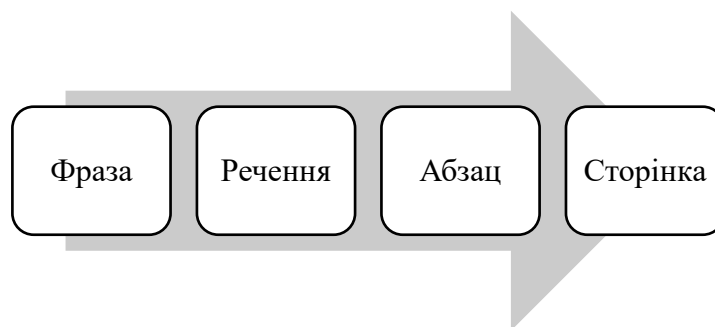 Фраза
Речення
Абзац
Сторінка